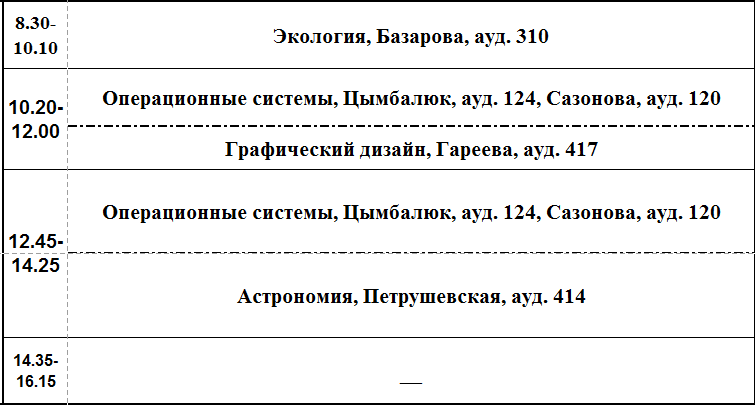 8.30-
10.10
Экология, Базарова, ауд. 310
10.20-
12.00
Операционные системы, Цымбалюк, ауд. 124, Сазонова, ауд. 120
Графический дизайн, Гареева, ауд. 417
12.45-
14.25
Операционные системы, Цымбалюк, ауд. 124, Сазонова, ауд. 120
Астрономия, Петрушевская, ауд. 414
14.35-
16.15
—